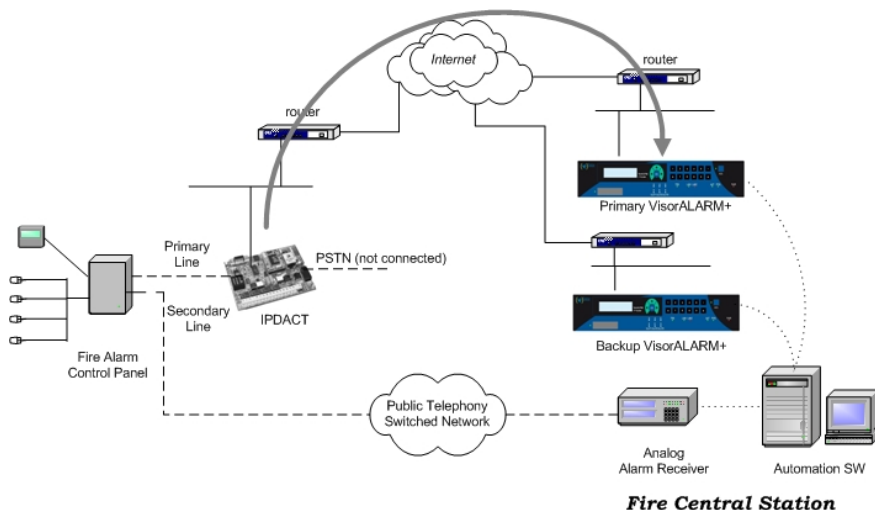 Internet
router
router
Primary VisorALARM+
Primary
Line
PSTN (not connected)
Secondary
Line
IPDACT
Backup VisorALARM+
Fire Alarm
Control Panel
Public Telephony
Switched Network
Analog
Alarm Receiver
Automation SW
Fire Central Station